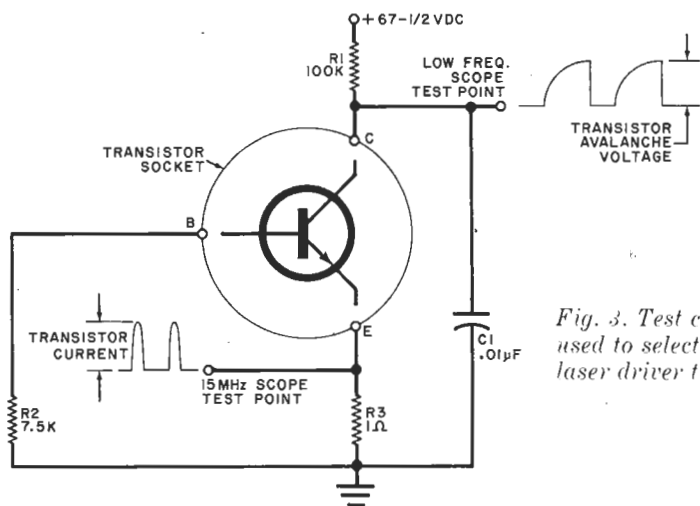 +67-1/2 VDC
R1
100K
LOW FREQ.
SCOPE
TEST POINT
TRANSISTOR
AVALANCHE
VOLTAGE
TRANSISTOR
SOCKET
C
B
E
TRANSISTOR
CURRENT
15MHz SCOPE
TEST POINT
R2
7.5K
R3
1Ω
C1
.01µF
Fig. 3. Test c
used to select
laser driver t